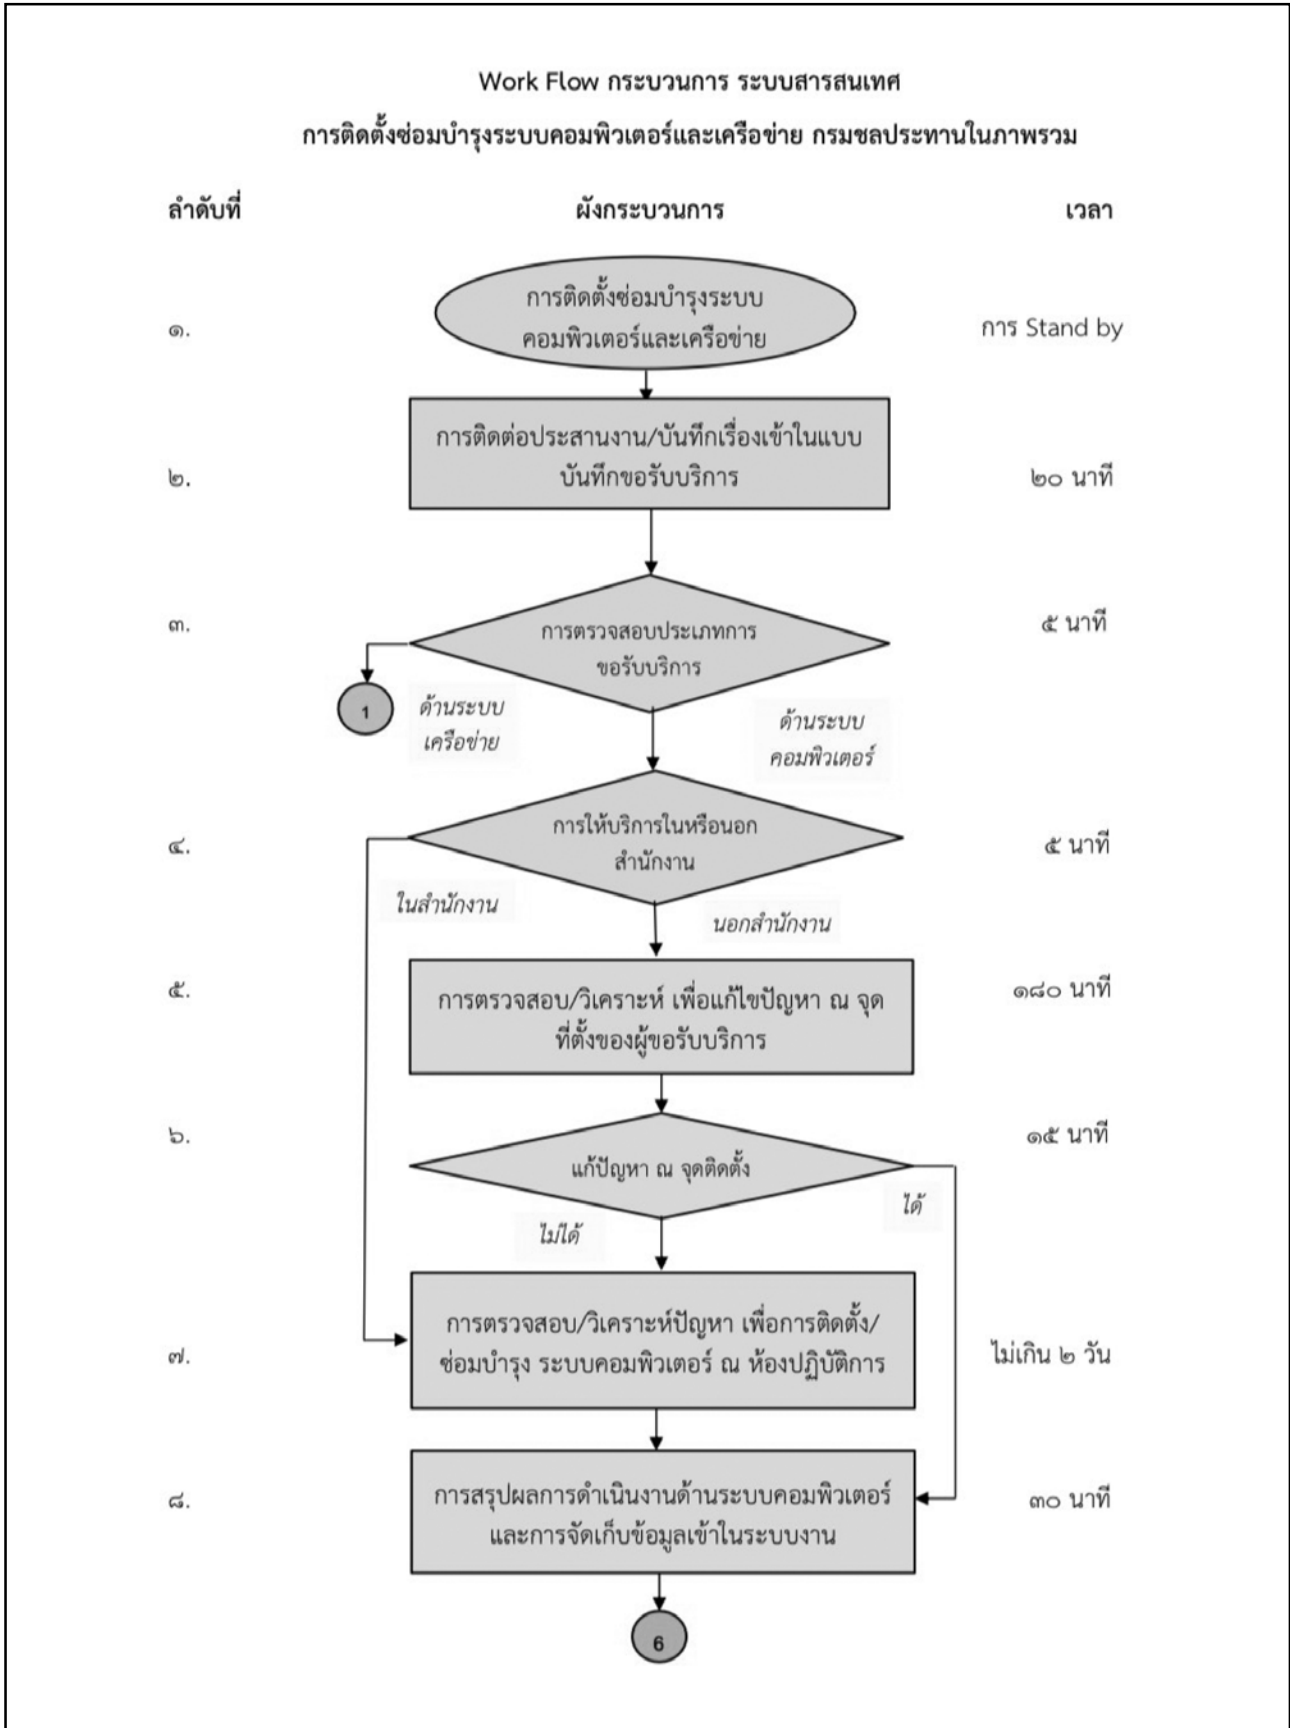 Work Flow กระบวนการ ระบบสารสนเทศ
การติดตั้งซ่อมบำรุงระบบคอมพิวเตอร์และเครือข่าย กรมชลประทานในภาพรวม
ลำดับที่ ผังกระบวนการ เวลา
การติดตั้งซ่อมบำรุงระบบ
คอมพิวเตอร์และเครือข่าย
๑. การ Stand by
การติดต่อประสานงาน/บันทึกเรื่องเข้าในแบบ
บันทึกขอรับบริการ
๒. ๒๐ นาที
๓. ๕ นาที
การตรวจสอบประเภทการ
ขอรับบริการ
1
ด้านระบบ
เครือข่าย
ด้านระบบ
คอมพิวเตอร์
การให้บริการในหรือนอก
สำนักงาน
๔. ๕ นาที
ในสำนักงาน
นอกสำนักงาน
๕. ๑๘๐ นาที
การตรวจสอบ/วิเคราะห์ เพื่อแก้ไขปัญหา ณ จุด
ที่ตั้งของผู้ขอรับบริการ
๖. ๑๕ นาที
แก้ปัญหา ณ จุดติดตั้ง
ได้
ไม่ได้
การตรวจสอบ/วิเคราะห์ปัญหา เพื่อการติดตั้ง/
ซ่อมบำรุง ระบบคอมพิวเตอร์ ณ ห้องปฏิบัติการ
๗. ไม่เกิน ๒ วัน
การสรุปผลการดำเนินงานด้านระบบคอมพิวเตอร์
และการจัดเก็บข้อมูลเข้าในระบบงาน
๘. ๓๐ นาที
6